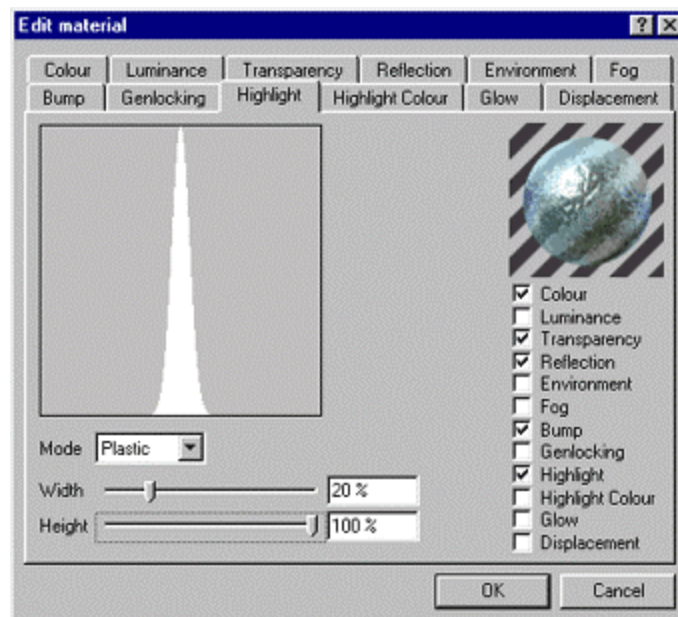 Edit material
Colour Luminance Transparency Reflection Environment Fog
Bump Genlocking Highlight Highlight Colour Glow Displacement
Colour
Luminance
Transparency
Reflection
Environment
Fog
Bump
Genlocking
Highlight
Highlight Colour
Glow
Displacement
Mode Plastic
Width 20 %
Height 100 %
OK Cancel